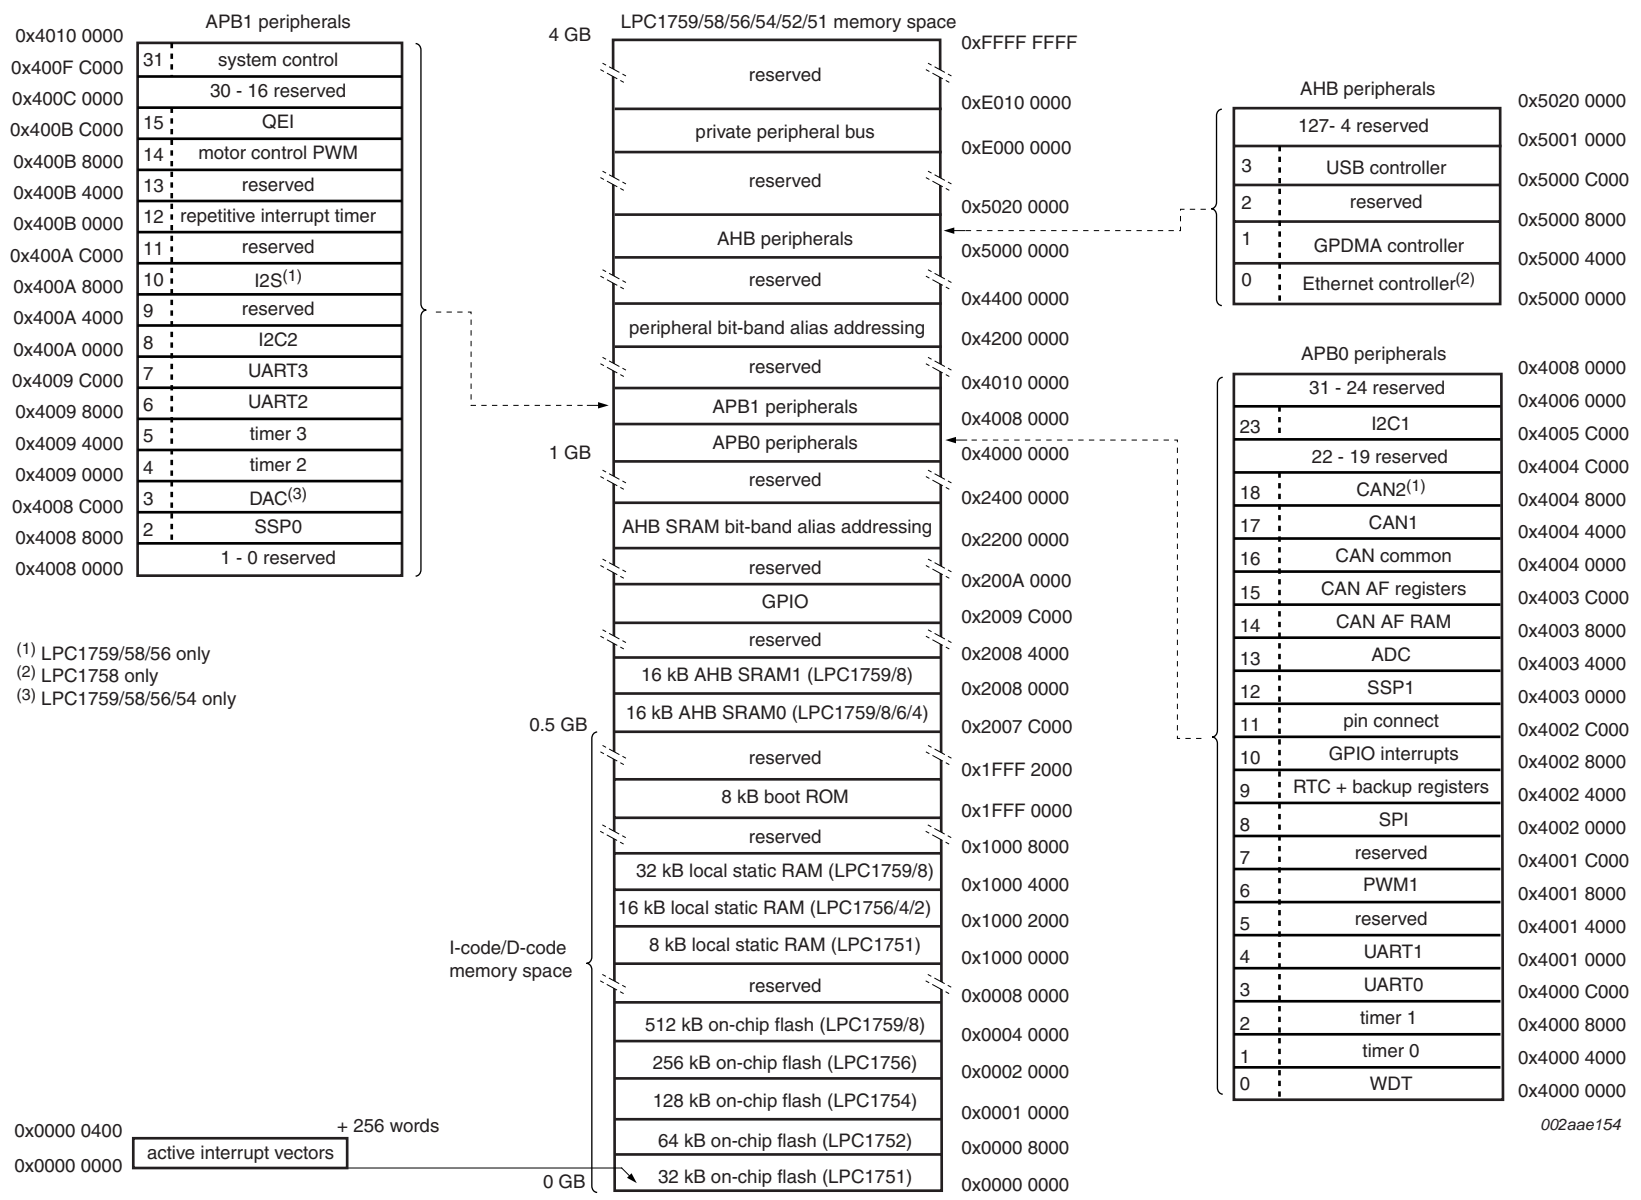 APB1 peripherals
0x4010 0000
31 system control
0x400F C000
30 - 16 reserved
0x400C 0000
15 QEI
0x400B C000
14 motor control PWM
0x400B 8000
13 reserved
0x400B 4000
12 repetitive interrupt timer
0x400B 0000
11 reserved
0x400A C000
10 I2S(1)
0x400A 8000
9 reserved
0x400A 4000
8 I2C2
0x400A 0000
7 UART3
0x4009 C000
6 UART2
0x4009 8000
5 timer 3
0x4009 4000
4 timer 2
0x4009 0000
3 DAC(3)
0x4008 C000
2 SSP0
0x4008 8000
1 - 0 reserved
0x4008 0000
(1) LPC1759/58/56 only
(2) LPC1758 only
(3) LPC1759/58/56/54 only
0x0000 0400
+ 256 words
active interrupt vectors
0x0000 0000
LPC1759/58/56/54/52/51 memory space
4 GB
0xFFFF FFFF
reserved
0xE010 0000
private peripheral bus
0xE000 0000
reserved
0x5020 0000
AHB peripherals
0x5000 0000
reserved
0x4400 0000
peripheral bit-band alias addressing
0x4200 0000
reserved
0x4010 0000
APB1 peripherals
0x4008 0000
APB0 peripherals
1 GB
0x4000 0000
reserved
0x2400 0000
AHB SRAM bit-band alias addressing
0x2200 0000
reserved
0x200A 0000
GPIO
0x2009 C000
reserved
0x2008 4000
16 kB AHB SRAM1 (LPC1759/8)
0x2008 0000
16 kB AHB SRAM0 (LPC1759/8/6/4)
0.5 GB
0x2007 C000
reserved
0x1FFF 2000
8 kB boot ROM
0x1FFF 0000
reserved
0x1000 8000
32 kB local static RAM (LPC1759/8)
0x1000 4000
16 kB local static RAM (LPC1756/4/2)
0x1000 2000
8 kB local static RAM (LPC1751)
0x1000 0000
I-code/D-code
memory space
reserved
0x0008 0000
512 kB on-chip flash (LPC1759/8)
0x0004 0000
256 kB on-chip flash (LPC1756)
0x0002 0000
128 kB on-chip flash (LPC1754)
0x0001 0000
64 kB on-chip flash (LPC1752)
0x0000 8000
32 kB on-chip flash (LPC1751)
0 GB
0x0000 0000
AHB peripherals
0x5020 0000
127- 4 reserved
0x5001 0000
3 USB controller
0x5000 C000
2 reserved
0x5000 8000
1 GPDMA controller
0x5000 4000
0 Ethernet controller(2)
0x5000 0000
APB0 peripherals
0x4008 0000
31 - 24 reserved
0x4006 0000
23 I2C1
0x4005 C000
22 - 19 reserved
0x4004 C000
18 CAN2(1)
0x4004 8000
17 CAN1
0x4004 4000
16 CAN common
0x4004 0000
15 CAN AF registers
0x4003 C000
14 CAN AF RAM
0x4003 8000
13 ADC
0x4003 4000
12 SSP1
0x4003 0000
11 pin connect
0x4002 C000
10 GPIO interrupts
0x4002 8000
9 RTC + backup registers
0x4002 4000
8 SPI
0x4002 0000
7 reserved
0x4001 C000
6 PWM1
0x4001 8000
5 reserved
0x4001 4000
4 UART1
0x4001 0000
3 UART0
0x4000 C000
2 timer 1
0x4000 8000
1 timer 0
0x4000 4000
0 WDT
0x4000 0000
002aae154